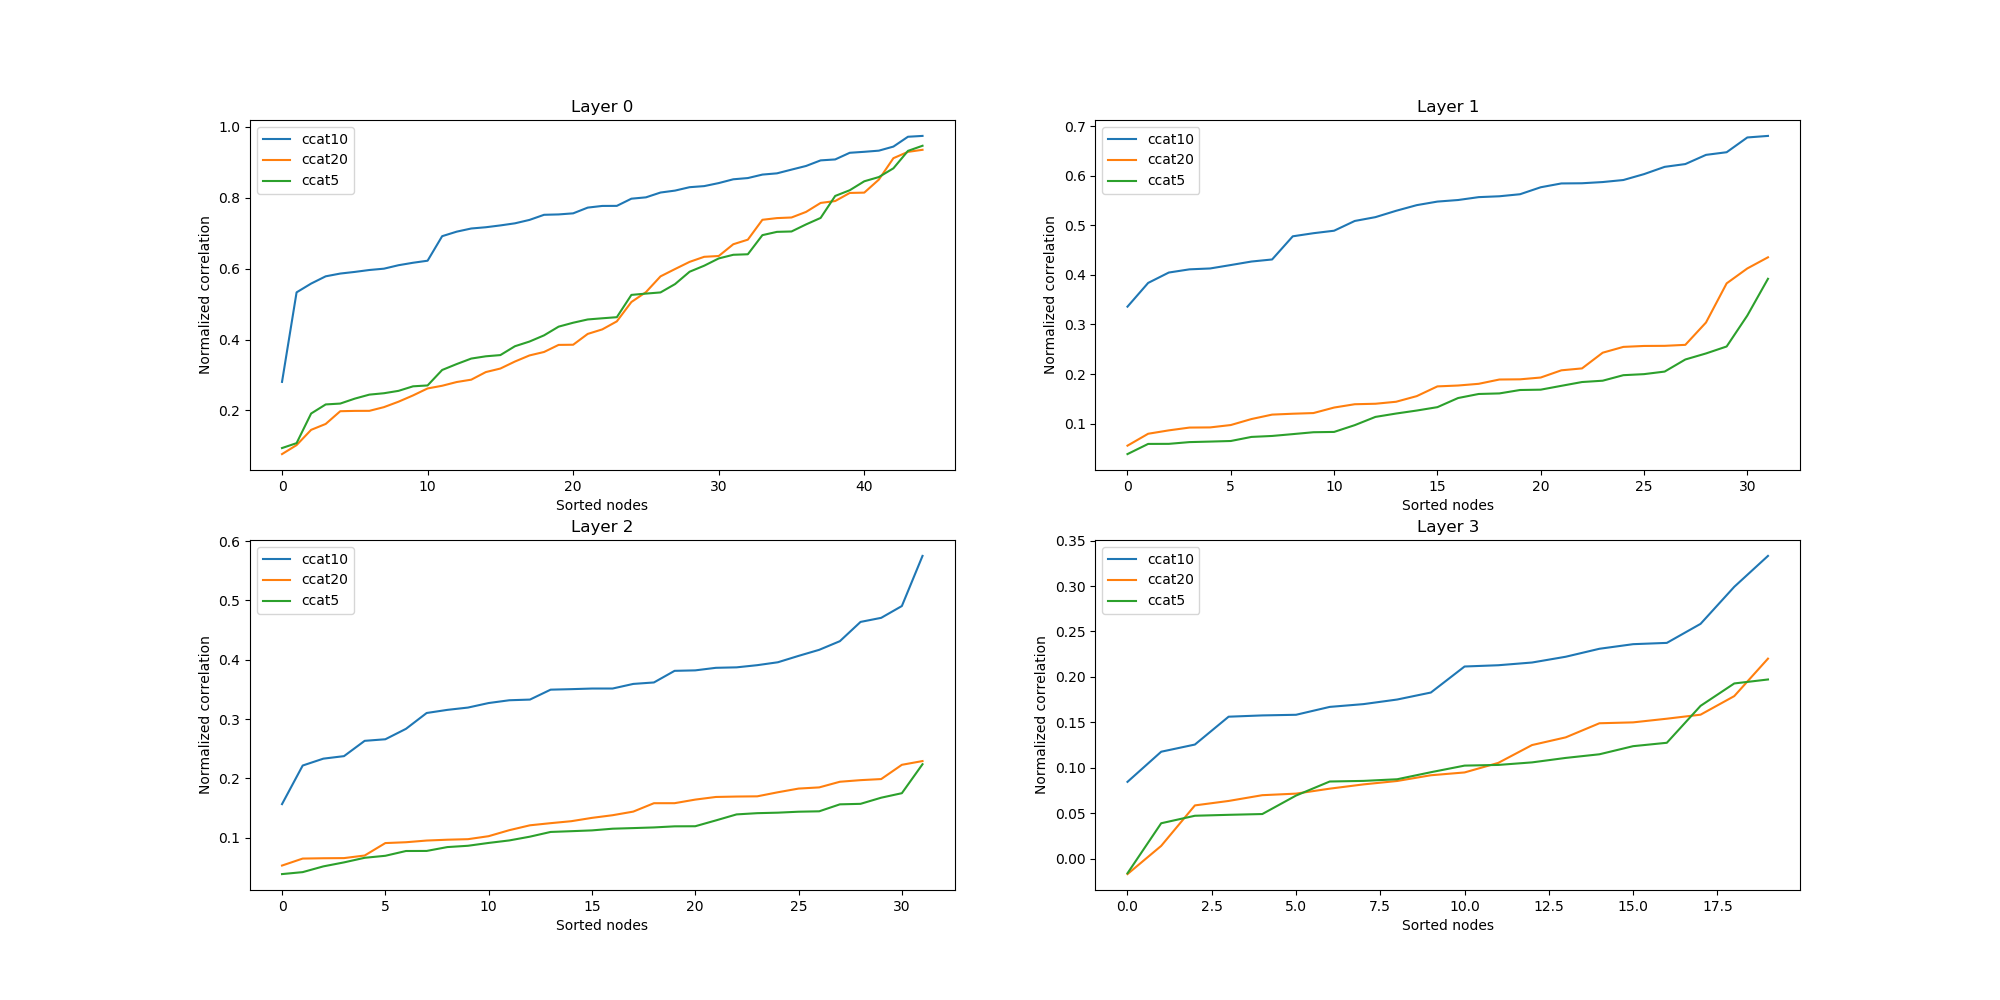 Layer 0
1.0
0.8
0.6
0.4
0.2
Normalized correlation
ccat10
ccat20
ccat5
0 10 20 30 40
Sorted nodes
Layer 1
0.7
0.6
0.5
0.4
0.3
0.2
0.1
Normalized correlation
ccat10
ccat20
ccat5
0 5 10 15 20 25 30
Sorted nodes
Layer 2
0.6
0.5
0.4
0.3
0.2
0.1
Normalized correlation
ccat10
ccat20
ccat5
0 5 10 15 20 25 30
Sorted nodes
Layer 3
0.35
0.30
0.25
0.20
0.15
0.10
0.05
0.00
Normalized correlation
ccat10
ccat20
ccat5
0.0 2.5 5.0 7.5 10.0 12.5 15.0 17.5
Sorted nodes